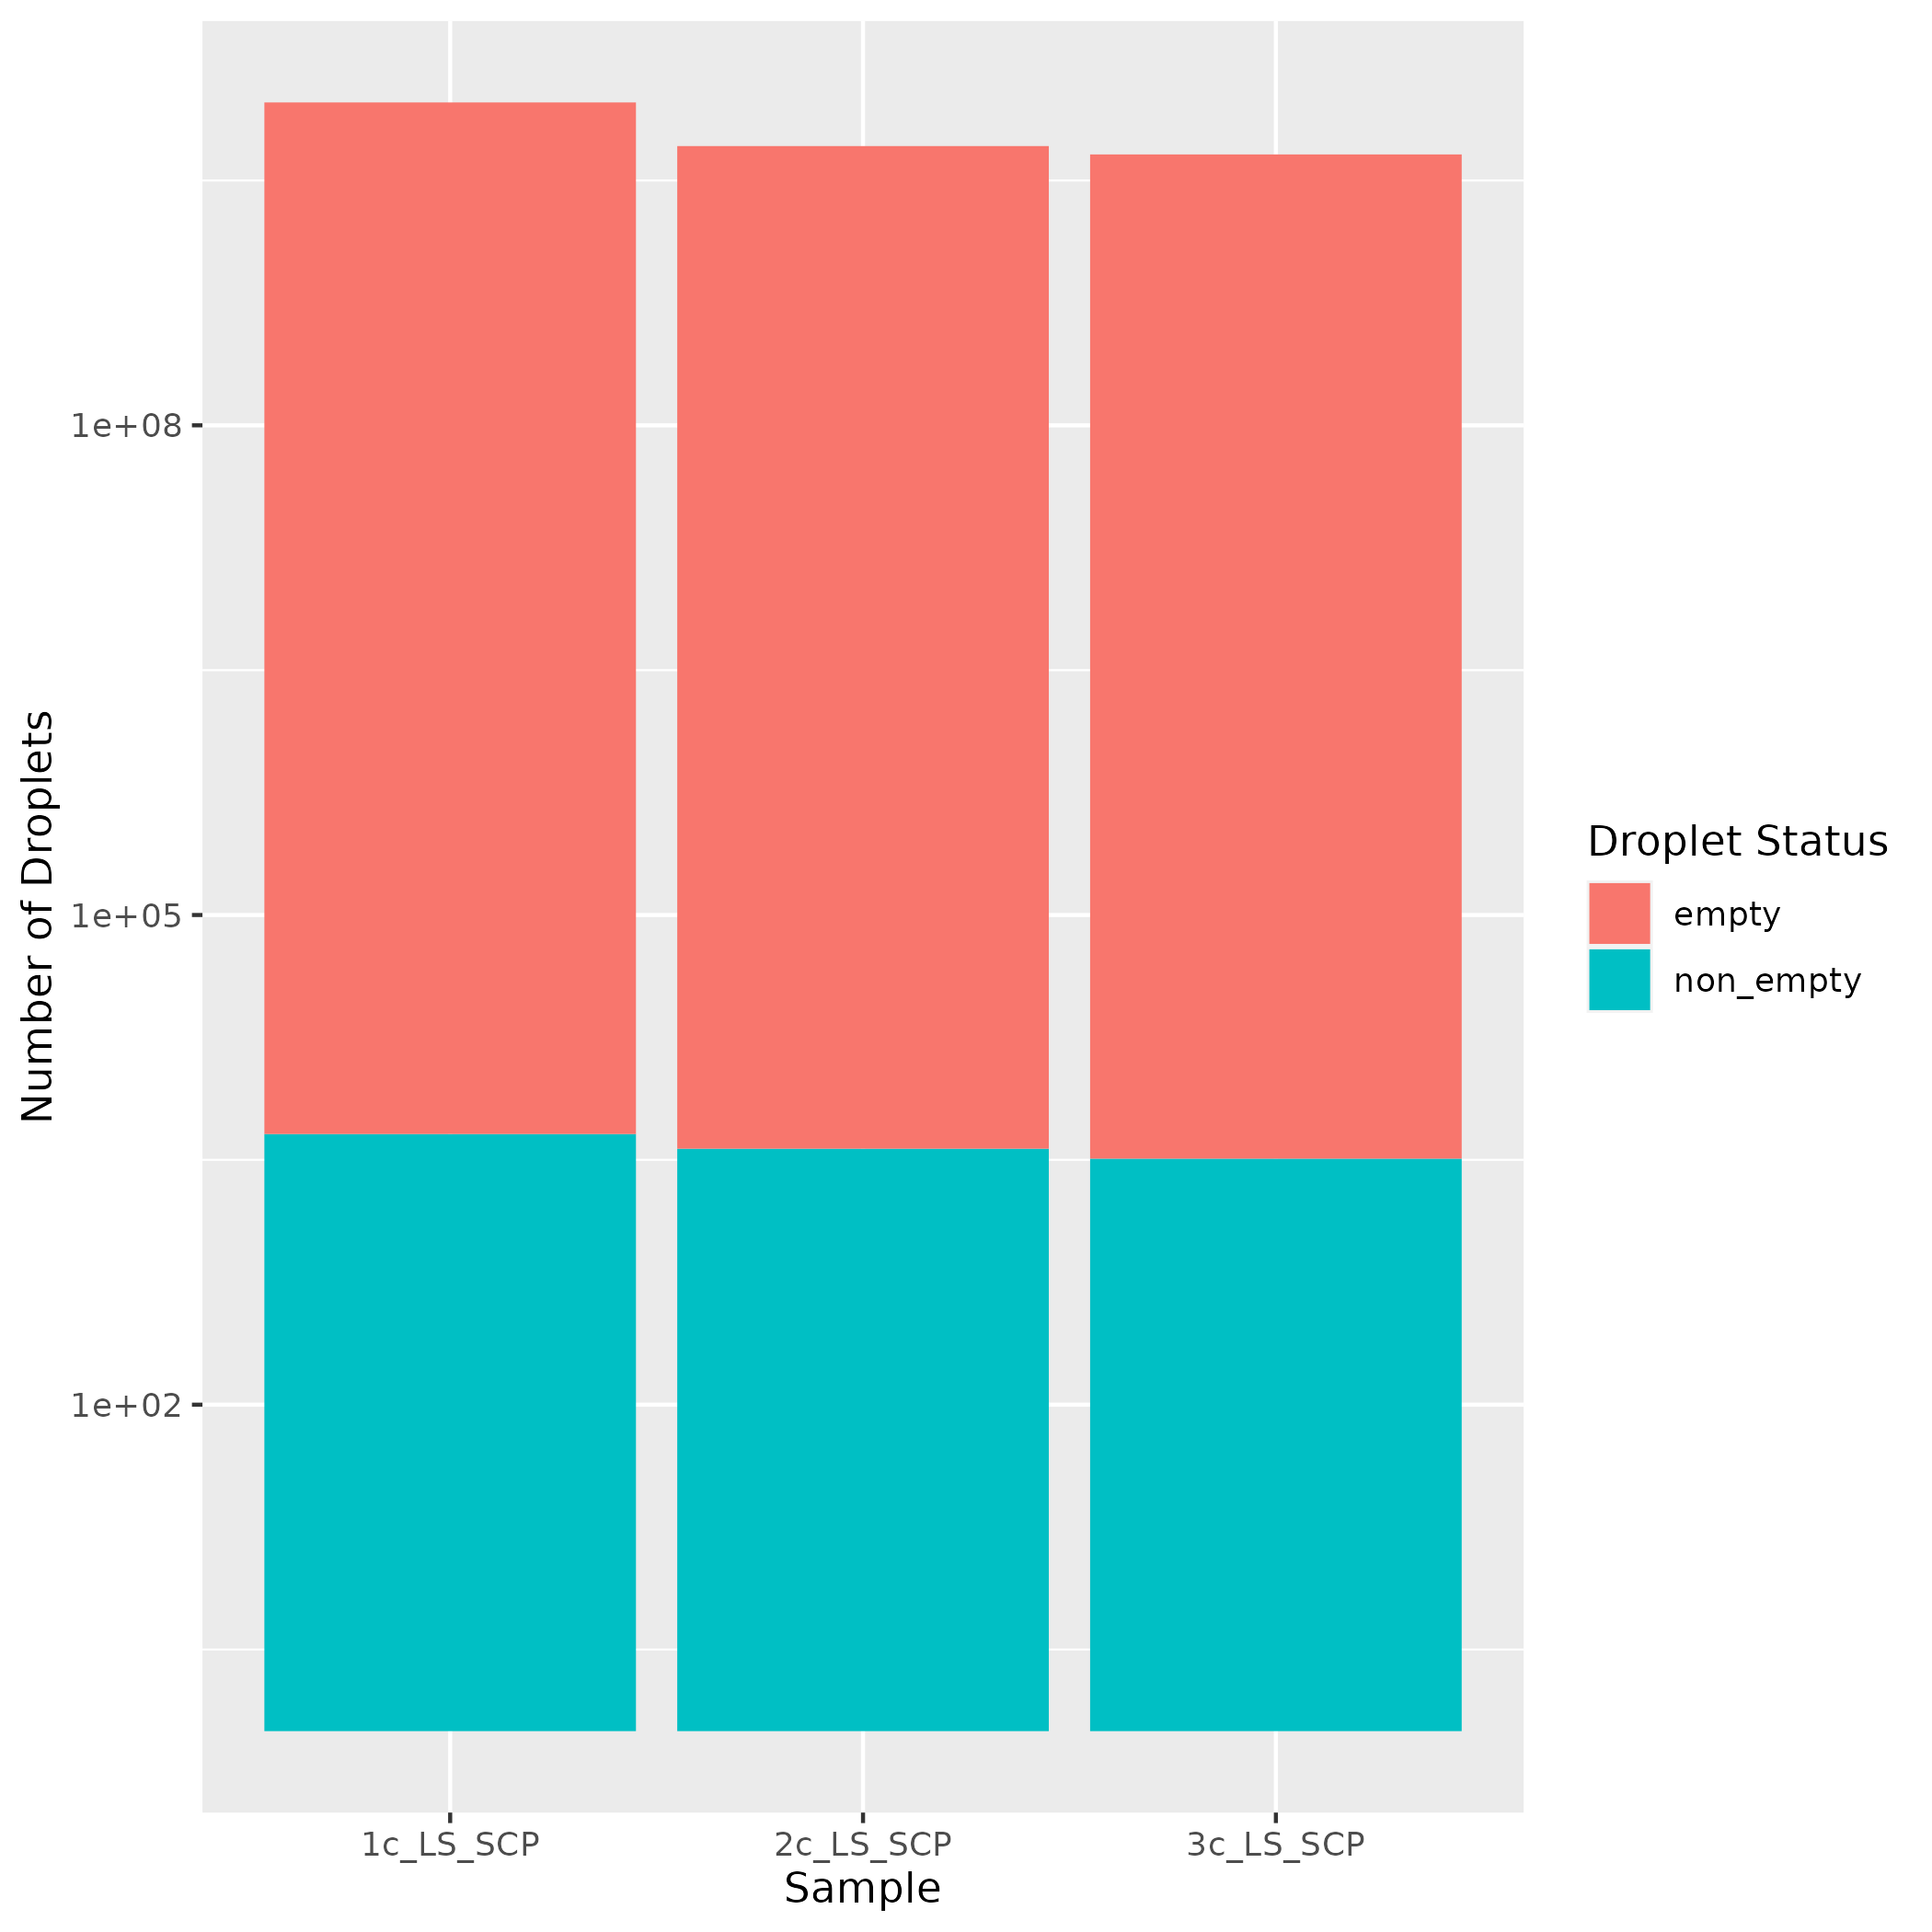 Number of Droplets
1e+08
1e+05
1e+02
1c_LS_SCP
2c_LS_SCP
3c_LS_SCP
Sample
Droplet Status
empty
non_empty